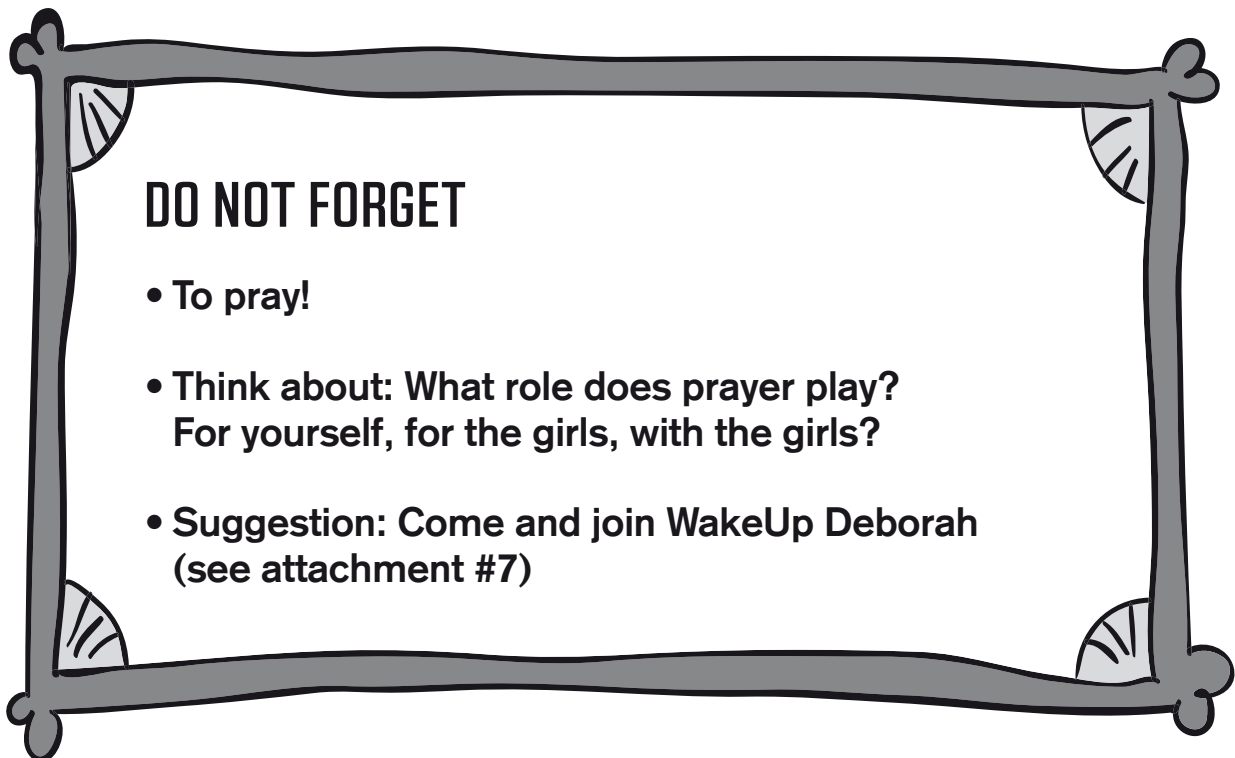 DO NOT FORGET
• To pray!
• Think about: What role does prayer play?
For yourself, for the girls, with the girls?
• Suggestion: Come and join WakeUp Deborah
(see attachment #7)